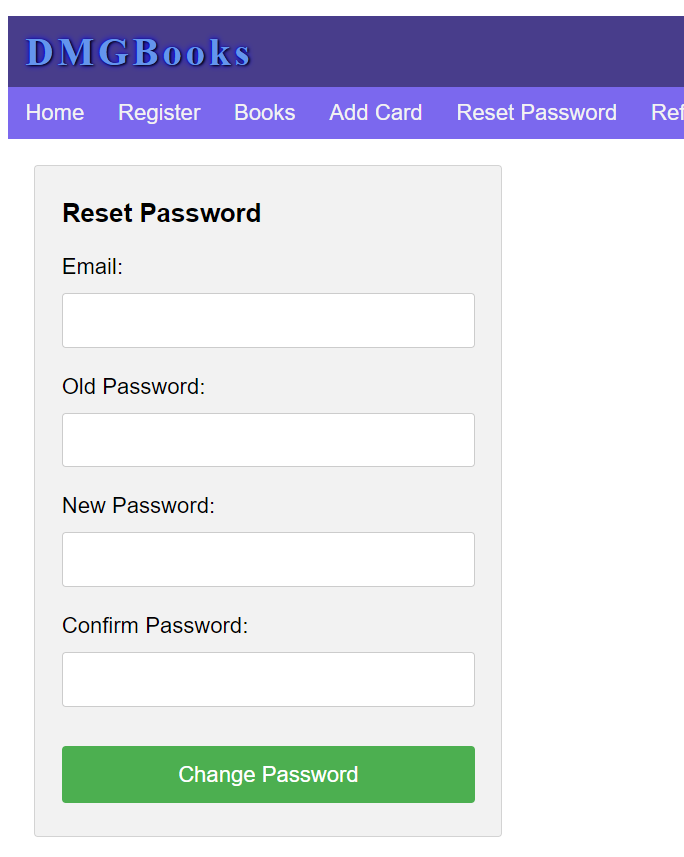 DMGBooks
Home Register Books Add Card Reset Password
Reset Password
Email:
Old Password:
New Password:
Confirm Password:
Change Password